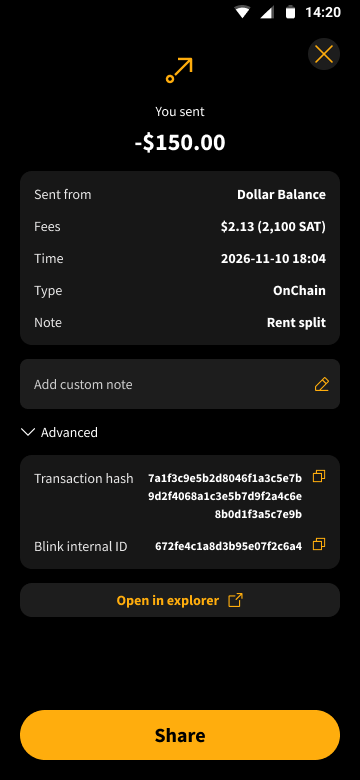 14:20
You sent
-$150.00
Sent from Dollar Balance
Fees $2.13 (2,100 SAT)
Time 2026-11-10 18:04
Type OnChain
Note Rent split
Add custom note
Advanced
Transaction hash 7a1f3c9e5b2d8046f1a3c5e7b
9d2f4068a1c3e5b7d9f2a4c6e
8b0d1f3a5c7e9b
Blink internal ID 672fe4c1a8d3b95e07f2c6a4
Open in explorer
Share